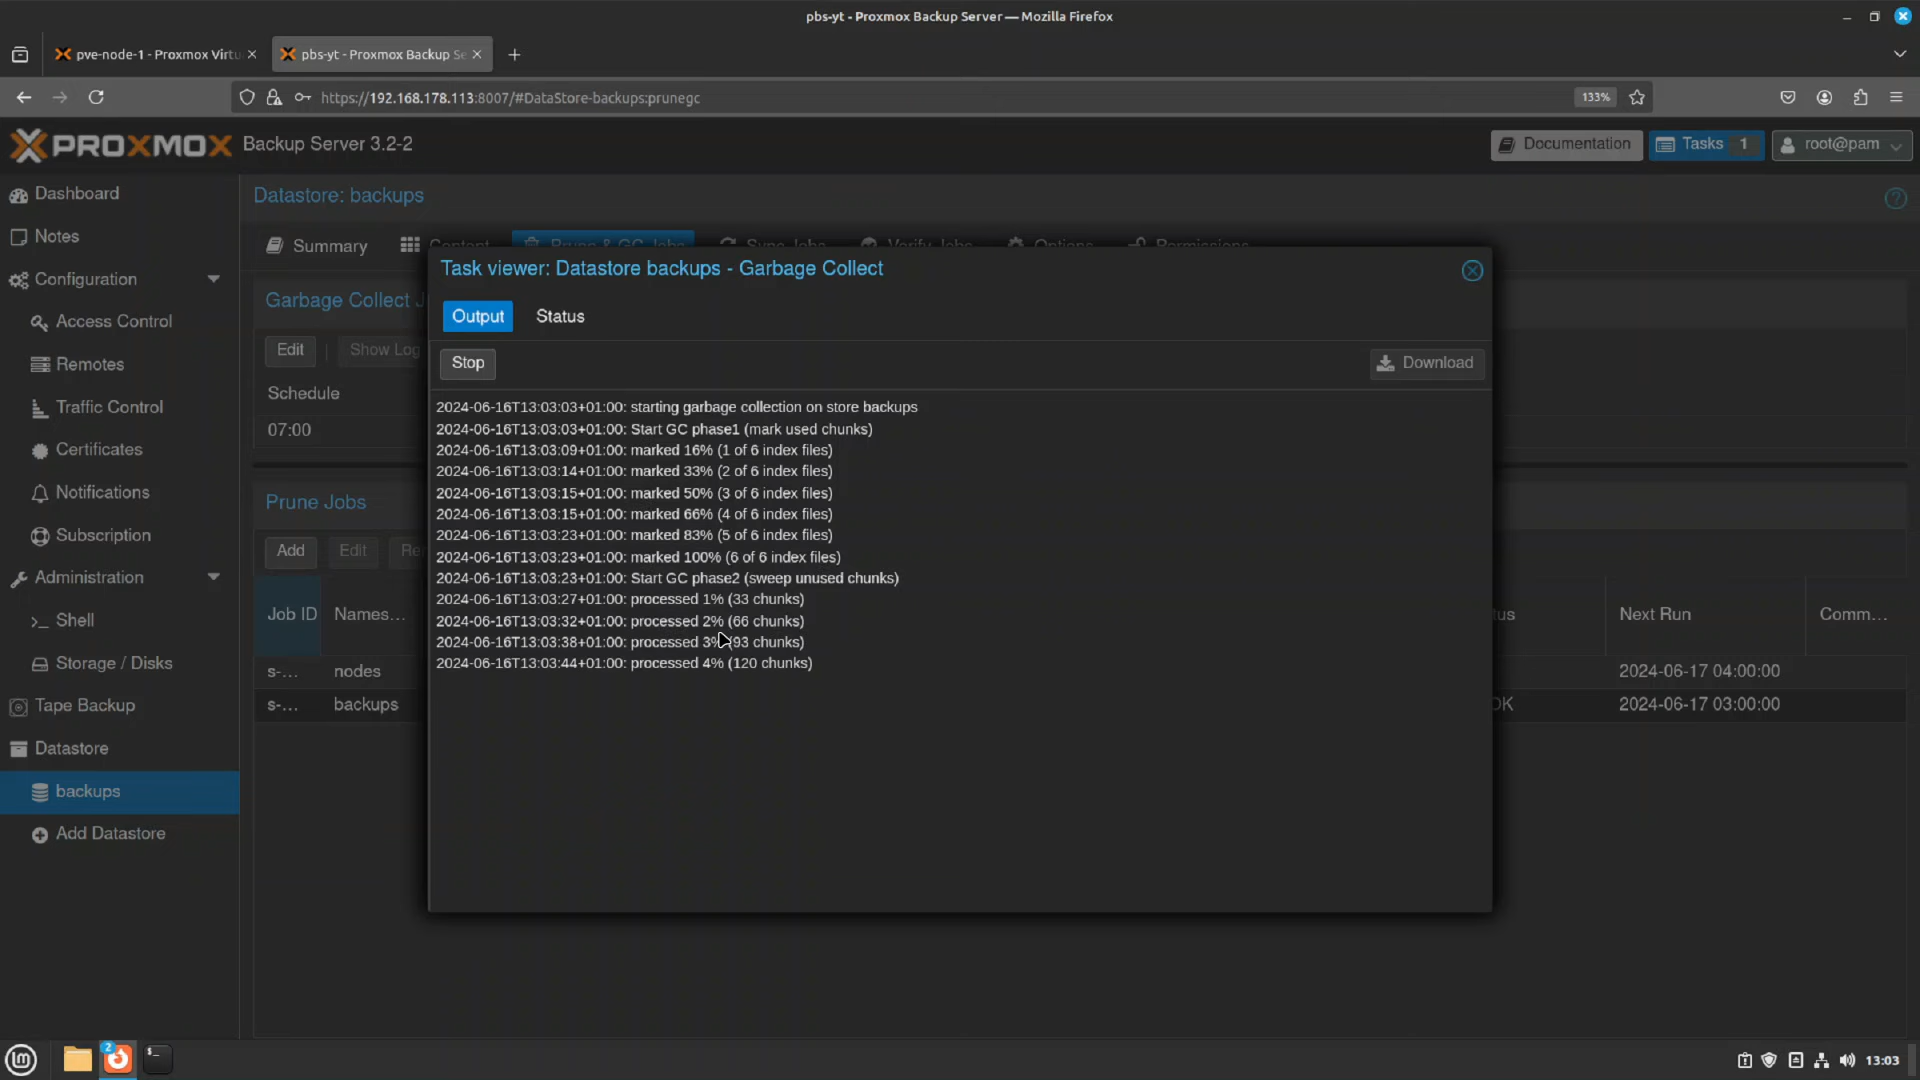 pbs-yt - Proxmox Backup Server — Mozilla Firefox
pve-node-1 - Proxmox Virtu
pbs-yt - Proxmox Backup Se
https://192.168.178.113:8007/#DataStore-backups:prunegc
133%
PROXMOX Backup Server 3.2-2
Documentation
Tasks 1
root@pam
Dashboard
Notes
Configuration
Access Control
Remotes
Traffic Control
Certificates
Notifications
Subscription
Administration
Shell
Storage / Disks
Tape Backup
Datastore
backups
Add Datastore
Datastore: backups
Summary
Content
Prune & GC Jobs
Sync Jobs
Verify Jobs
Options
Permissions
Garbage Collect J
Edit
Show Log
Schedule
07:00
Prune Jobs
Add
Edit
Re
Job ID
Names...
tus
Next Run
Comm...
s-...
nodes
2024-06-17 04:00:00
s-...
backups
OK
2024-06-17 03:00:00
Task viewer: Datastore backups - Garbage Collect
Output
Status
Stop
Download
2024-06-16T13:03:03+01:00: starting garbage collection on store backups
2024-06-16T13:03:03+01:00: Start GC phase1 (mark used chunks)
2024-06-16T13:03:09+01:00: marked 16% (1 of 6 index files)
2024-06-16T13:03:14+01:00: marked 33% (2 of 6 index files)
2024-06-16T13:03:15+01:00: marked 50% (3 of 6 index files)
2024-06-16T13:03:15+01:00: marked 66% (4 of 6 index files)
2024-06-16T13:03:23+01:00: marked 83% (5 of 6 index files)
2024-06-16T13:03:23+01:00: marked 100% (6 of 6 index files)
2024-06-16T13:03:23+01:00: Start GC phase2 (sweep unused chunks)
2024-06-16T13:03:27+01:00: processed 1% (33 chunks)
2024-06-16T13:03:32+01:00: processed 2% (66 chunks)
2024-06-16T13:03:38+01:00: processed 3% (93 chunks)
2024-06-16T13:03:44+01:00: processed 4% (120 chunks)
2
13:03